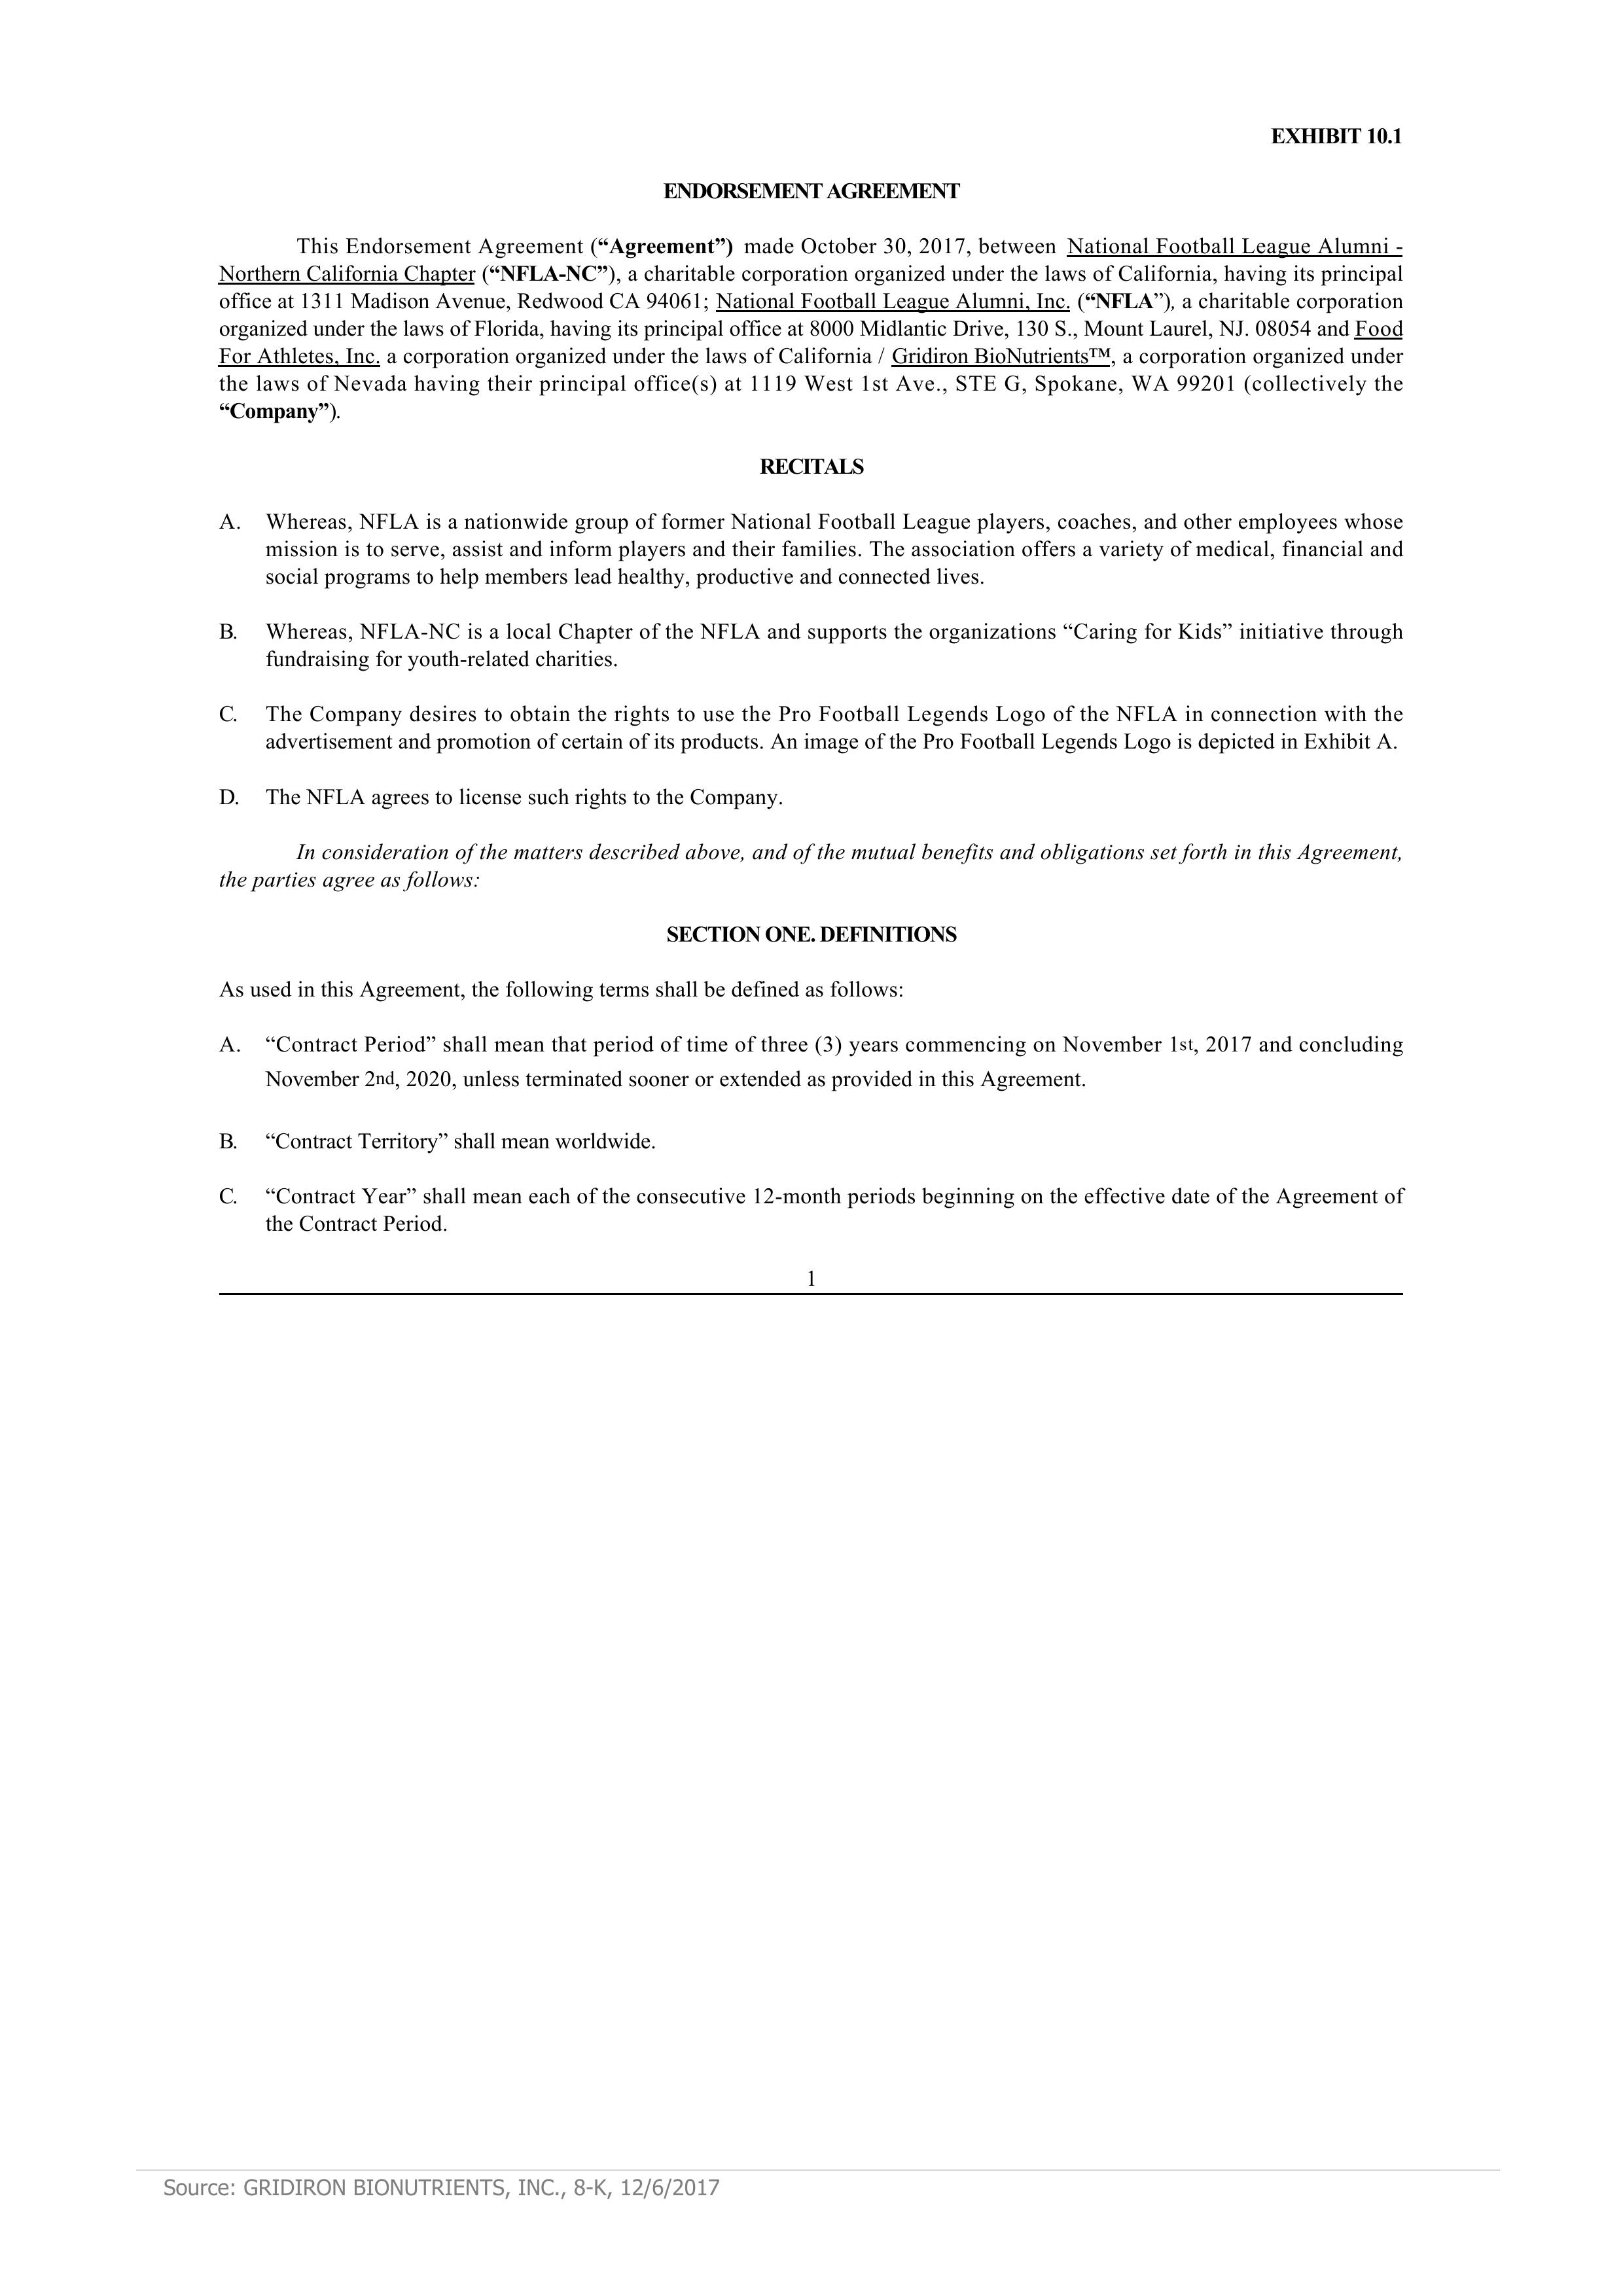 EXHIBIT 10.1
ENDORSEMENT AGREEMENT
This Endorsement Agreement (“Agreement”) made October 30, 2017, between National Football League Alumni -
Northern California Chapter (“NFLA-NC”), a charitable corporation organized under the laws of California, having its principal
office at 1311 Madison Avenue, Redwood CA 94061; National Football League Alumni, Inc. (“NFLA”), a charitable corporation
organized under the laws of Florida, having its principal office at 8000 Midlantic Drive, 130 S., Mount Laurel, NJ. 08054 and Food
For Athletes, Inc. a corporation organized under the laws of California / Gridiron BioNutrients™, a corporation organized under
the laws of Nevada having their principal office(s) at 1119 West 1st Ave., STE G, Spokane, WA 99201 (collectively the
“Company”).
RECITALS
A. Whereas, NFLA is a nationwide group of former National Football League players, coaches, and other employees whose
mission is to serve, assist and inform players and their families. The association offers a variety of medical, financial and
social programs to help members lead healthy, productive and connected lives.
B. Whereas, NFLA-NC is a local Chapter of the NFLA and supports the organizations “Caring for Kids” initiative through
fundraising for youth-related charities.
C. The Company desires to obtain the rights to use the Pro Football Legends Logo of the NFLA in connection with the
advertisement and promotion of certain of its products. An image of the Pro Football Legends Logo is depicted in Exhibit A.
D. The NFLA agrees to license such rights to the Company.
In consideration of the matters described above, and of the mutual benefits and obligations set forth in this Agreement,
the parties agree as follows:
SECTION ONE. DEFINITIONS
As used in this Agreement, the following terms shall be defined as follows:
A. “Contract Period” shall mean that period of time of three (3) years commencing on November 1st, 2017 and concluding
November 2nd, 2020, unless terminated sooner or extended as provided in this Agreement.
B. “Contract Territory” shall mean worldwide.
C. “Contract Year” shall mean each of the consecutive 12-month periods beginning on the effective date of the Agreement of
the Contract Period.
1
Source: GRIDIRON BIONUTRIENTS, INC., 8-K, 12/6/2017